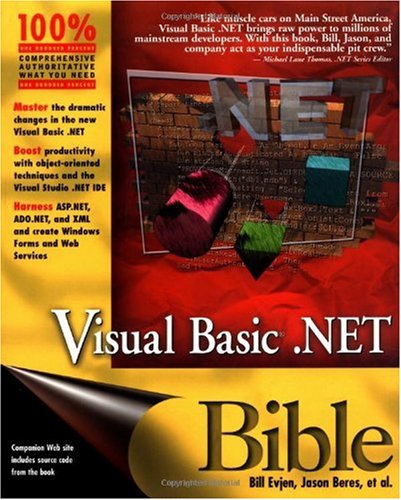 Copyrighted Material
100%
ONE HUNDRED PERCENT
COMPREHENSIVE
AUTHORITATIVE
WHAT YOU NEED
ONE HUNDRED PERCENT
"Like muscle cars on Main Street America,
Visual Basic .NET brings raw power to millions of
mainstream developers. With this book, Bill, Jason, and
company act as your indispensable pit crew."
— Michael Lane Thomas, .NET Series Editor
Master the dramatic
changes in the new
Visual Basic .NET
Boost productivity
with object-oriented
techniques and the
Visual Studio .NET IDE
Harness ASP.NET,
ADO.NET, and XML
and create Windows
Forms and Web
Services
.NET
Visual Basic® .NET
Bible
Companion Web site
includes source code
from the book
Bill Evjen, Jason Beres, et al.
Copyrighted Material